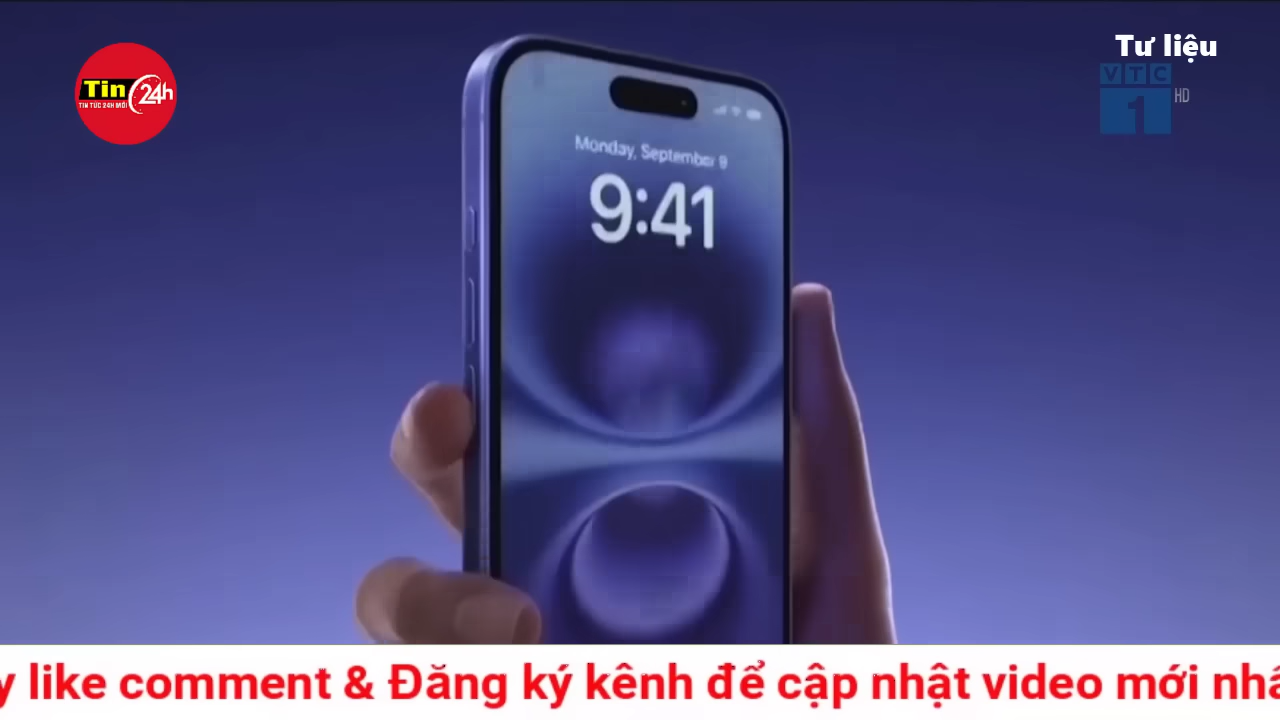 Tin 24h
TIN TỨC 24H MỚI
Tư liệu
VTC
1
HD
Monday, September 9
9:41
y like comment & Đăng ký kênh để cập nhật video mới nhấ